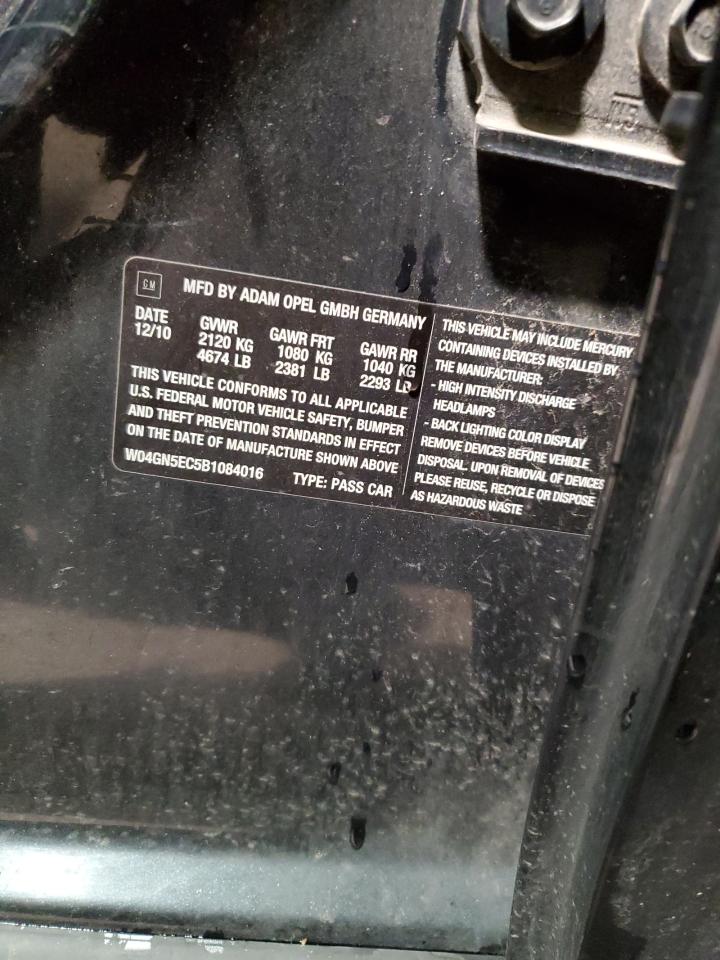 GM
MFD BY ADAM OPEL GMBH GERMANY
DATE GVWR GAWR FRT GAWR RR
12/10 2120 KG 1080 KG 1040 KG
4674 LB 2381 LB 2293 LB
THIS VEHICLE CONFORMS TO ALL APPLICABLE
U.S. FEDERAL MOTOR VEHICLE SAFETY, BUMPER
AND THEFT PREVENTION STANDARDS IN EFFECT
ON THE DATE OF MANUFACTURE SHOWN ABOVE
W04GN5EC5B1084016 TYPE: PASS CAR
THIS VEHICLE MAY INCLUDE MERCURY
CONTAINING DEVICES INSTALLED BY
THE MANUFACTURER:
- HIGH INTENSITY DISCHARGE
HEADLAMPS
- BACK LIGHTING COLOR DISPLAY
REMOVE DEVICES BEFORE VEHICLE
DISPOSAL. UPON REMOVAL OF DEVICES
PLEASE REUSE, RECYCLE OR DISPOSE
AS HAZARDOUS WASTE